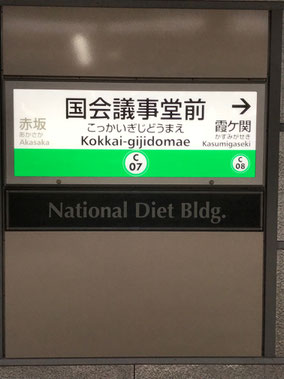 国会議事堂前 →
こっかいぎじどうまえ
Kokkai-gijidomae
赤坂
あかさか
Akasaka
霞ケ関
かすみがせき
Kasumigaseki
C
07
C
08
National Diet Bldg.